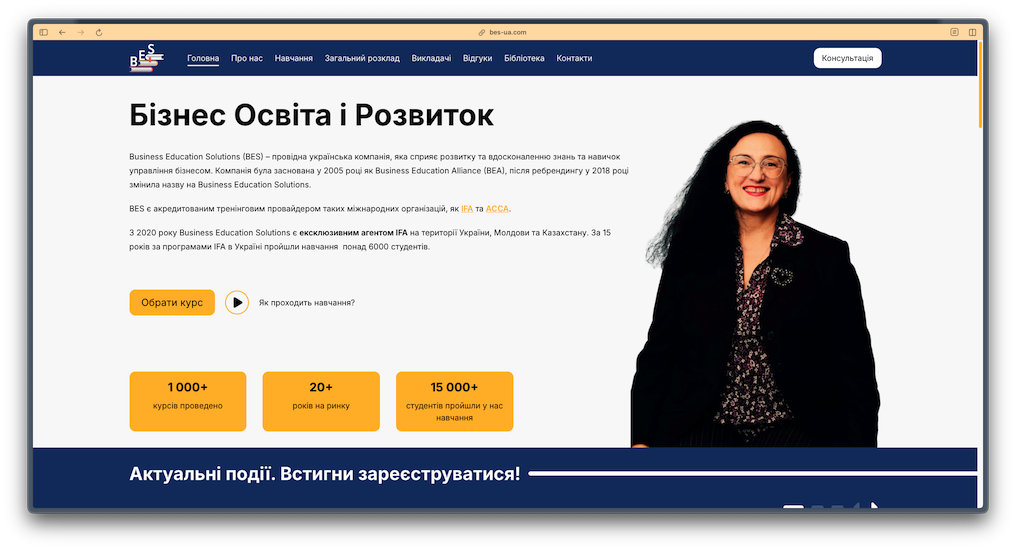 bes-ua.com
BES
Головна Про нас Навчання Загальний розклад Викладачі Відгуки Бібліотека Контакти Консультація
Бізнес Освіта і Розвиток
Business Education Solutions (BES) – провідна українська компанія, яка сприяє розвитку та вдосконаленню знань та навичок
управління бізнесом. Компанія була заснована у 2005 році як Business Education Alliance (BEA), після ребрендингу у 2018 році
змінила назву на Business Education Solutions.
BES є акредитованим тренінговим провайдером таких міжнародних організацій, як IFA та ACCA.
З 2020 року Business Education Solutions є ексклюзивним агентом IFA на території України, Молдови та Казахстану. За 15
років за програмами IFA в Україні пройшли навчання понад 6000 студентів.
Обрати курс Як проходить навчання?
1 000+
курсів проведено
20+
років на ринку
15 000+
студентів пройшли у нас
навчання
Актуальні події. Встигни зареєструватися!